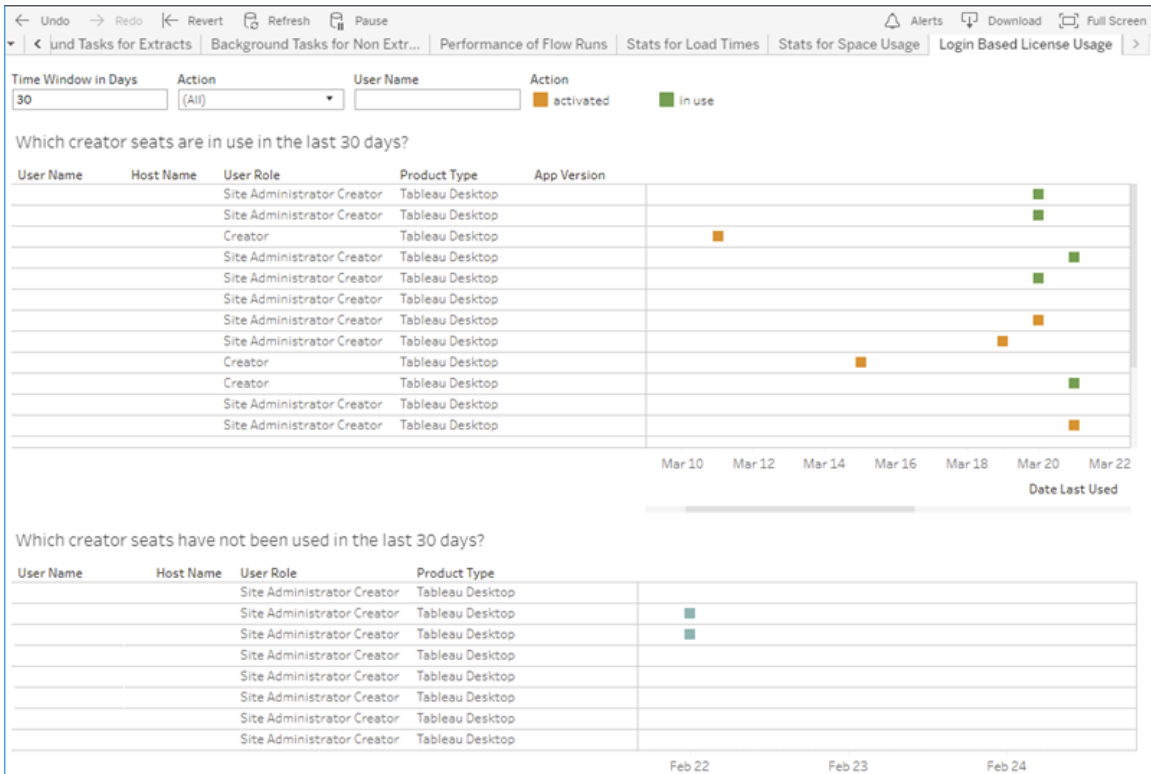 Undo Redo Revert Refresh Pause Alerts Download Full Screen
und Tasks for Extracts Background Tasks for Non Extr... Performance of Flow Runs Stats for Load Times Stats for Space Usage Login Based License Usage
Time Window in Days Action User Name Action
30 (All) activated in use
Which creator seats are in use in the last 30 days?
User Name Host Name User Role Product Type App Version
Site Administrator Creator Tableau Desktop
Site Administrator Creator Tableau Desktop
Creator Tableau Desktop
Site Administrator Creator Tableau Desktop
Site Administrator Creator Tableau Desktop
Site Administrator Creator Tableau Desktop
Site Administrator Creator Tableau Desktop
Site Administrator Creator Tableau Desktop
Creator Tableau Desktop
Creator Tableau Desktop
Site Administrator Creator Tableau Desktop
Site Administrator Creator Tableau Desktop
Mar 10 Mar 12 Mar 14 Mar 16 Mar 18 Mar 20 Mar 22
Date Last Used
Which creator seats have not been used in the last 30 days?
User Name Host Name User Role Product Type
Site Administrator Creator Tableau Desktop
Site Administrator Creator Tableau Desktop
Site Administrator Creator Tableau Desktop
Site Administrator Creator Tableau Desktop
Site Administrator Creator Tableau Desktop
Site Administrator Creator Tableau Desktop
Site Administrator Creator Tableau Desktop
Site Administrator Creator Tableau Desktop
Feb 22 Feb 23 Feb 24